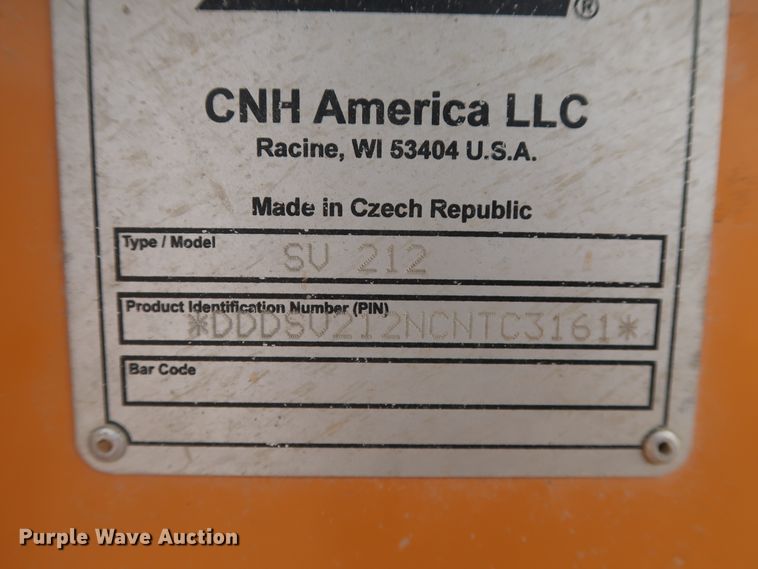 ®
CNH America LLC
Racine, WI 53404 U.S.A.
Made in Czech Republic
Type / Model
SV 212
Product Identification Number (PIN)
*DDDSV212NCNTC3161*
Bar Code
Purple Wave Auction